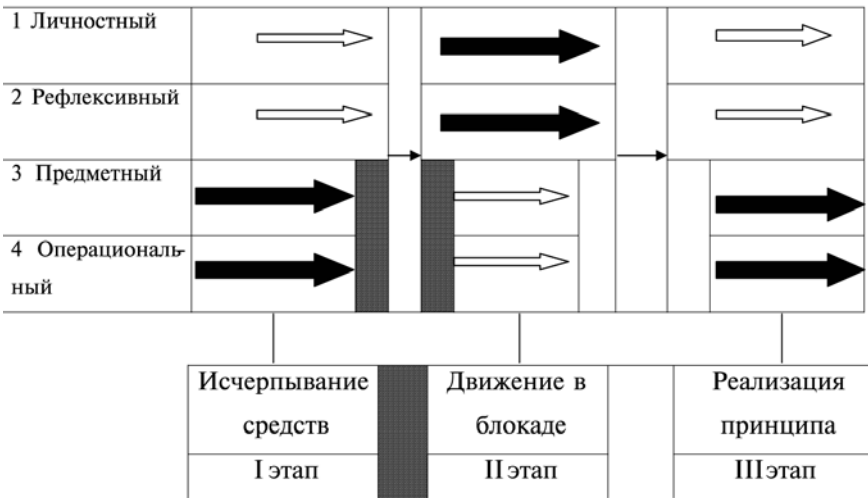 1 Личностный
2 Рефлексивный
3 Предметный
4 Операциональ-
ный
Исчерпывание
средств
I этап
Движение в
блокаде
II этап
Реализация
принципа
III этап